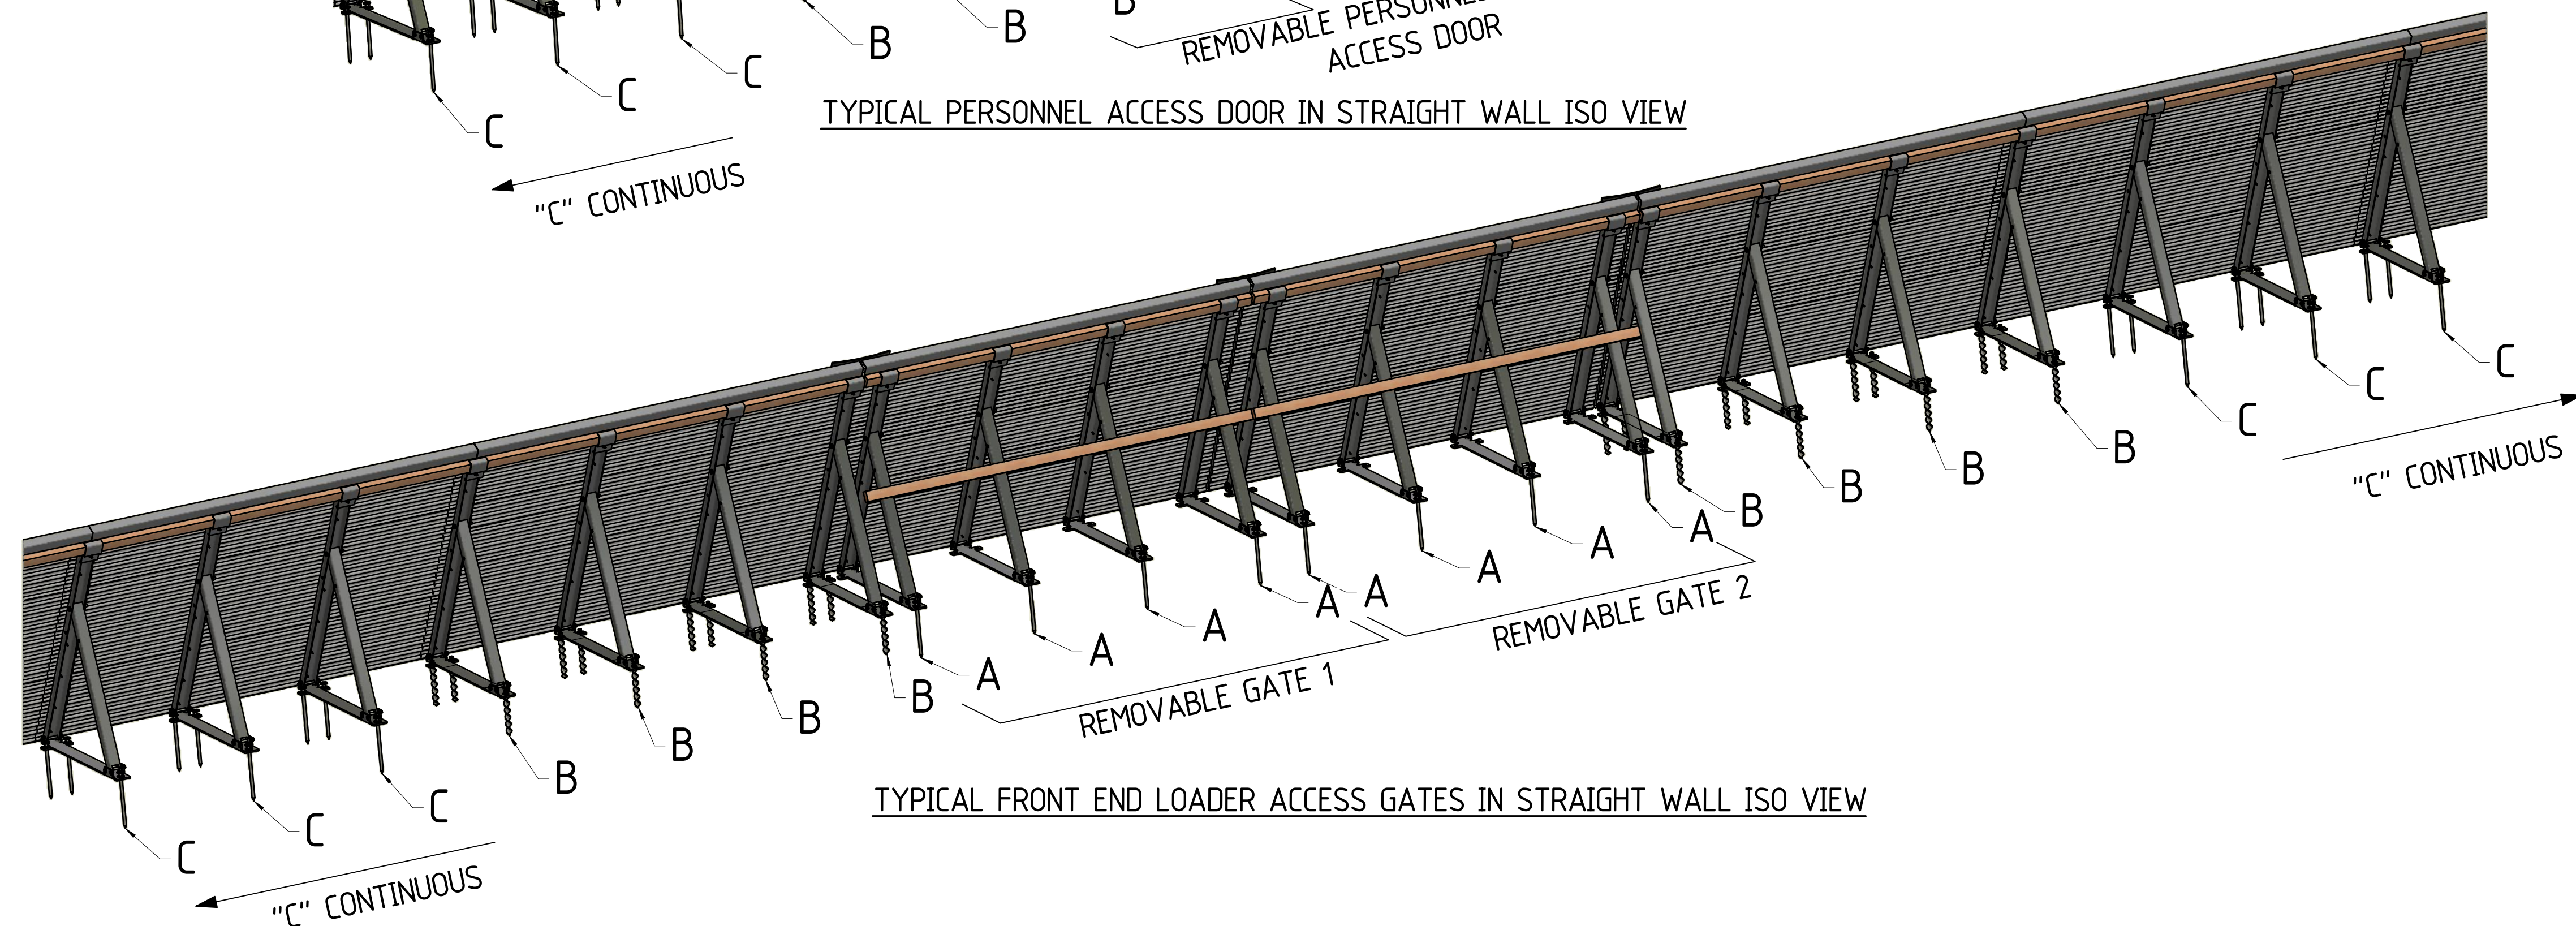 B
B
B
REMOVABLE PERSONNEL
ACCESS DOOR
C
C
C
TYPICAL PERSONNEL ACCESS DOOR IN STRAIGHT WALL ISO VIEW
"C" CONTINUOUS
C
C
C
B
B
B
B
A
A
A
A
A
A
A
A
B
B
B
B
C
C
C
"C" CONTINUOUS
REMOVABLE GATE 1
REMOVABLE GATE 2
TYPICAL FRONT END LOADER ACCESS GATES IN STRAIGHT WALL ISO VIEW
"C" CONTINUOUS